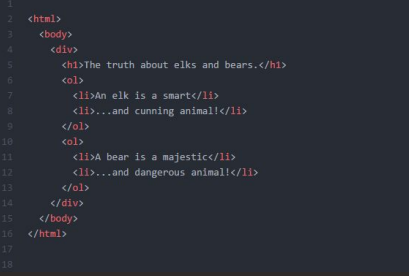 1
2 <html>
3 <body>
4 <div>
5 <h1>The truth about elks and bears.</h1>
6 <ol>
7 <li>An elk is a smart</li>
8 <li>...and cunning animal!</li>
9 </ol>
10 <ol>
11 <li>A bear is a majestic</li>
12 <li>...and dangerous animal!</li>
13 </ol>
14 </div>
15 </body>
16 </html>
17
18